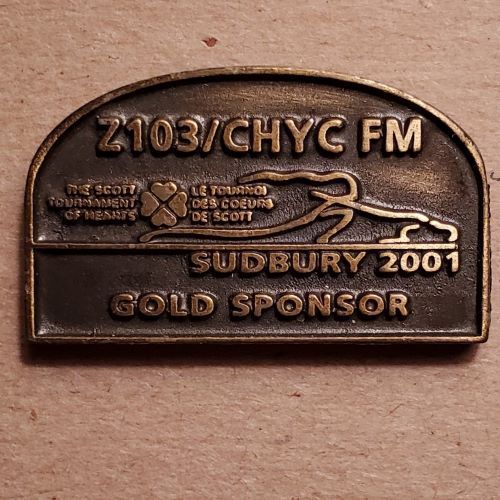 Z103/CHYC FM
THE SCOTT
TOURNAMENT
OF HEARTS
LE TOURNOI
DES COEURS
DE SCOTT
SUDBURY 2001
GOLD SPONSOR